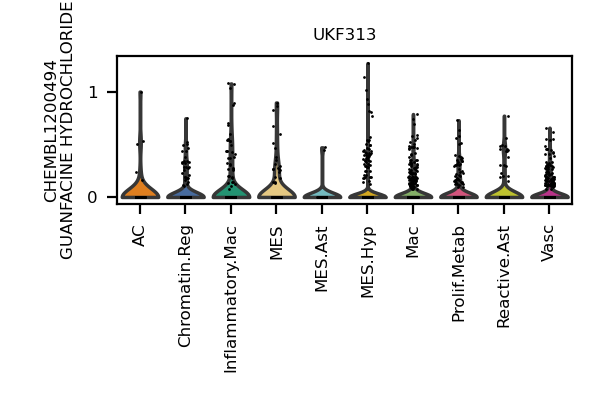 UKF313
CHEMBL1200494
GUANFACINE HYDROCHLORIDE
1
0
AC
Chromatin.Reg
Inflammatory.Mac
MES
MES.Ast
MES.Hyp
Mac
Prolif.Metab
Reactive.Ast
Vasc